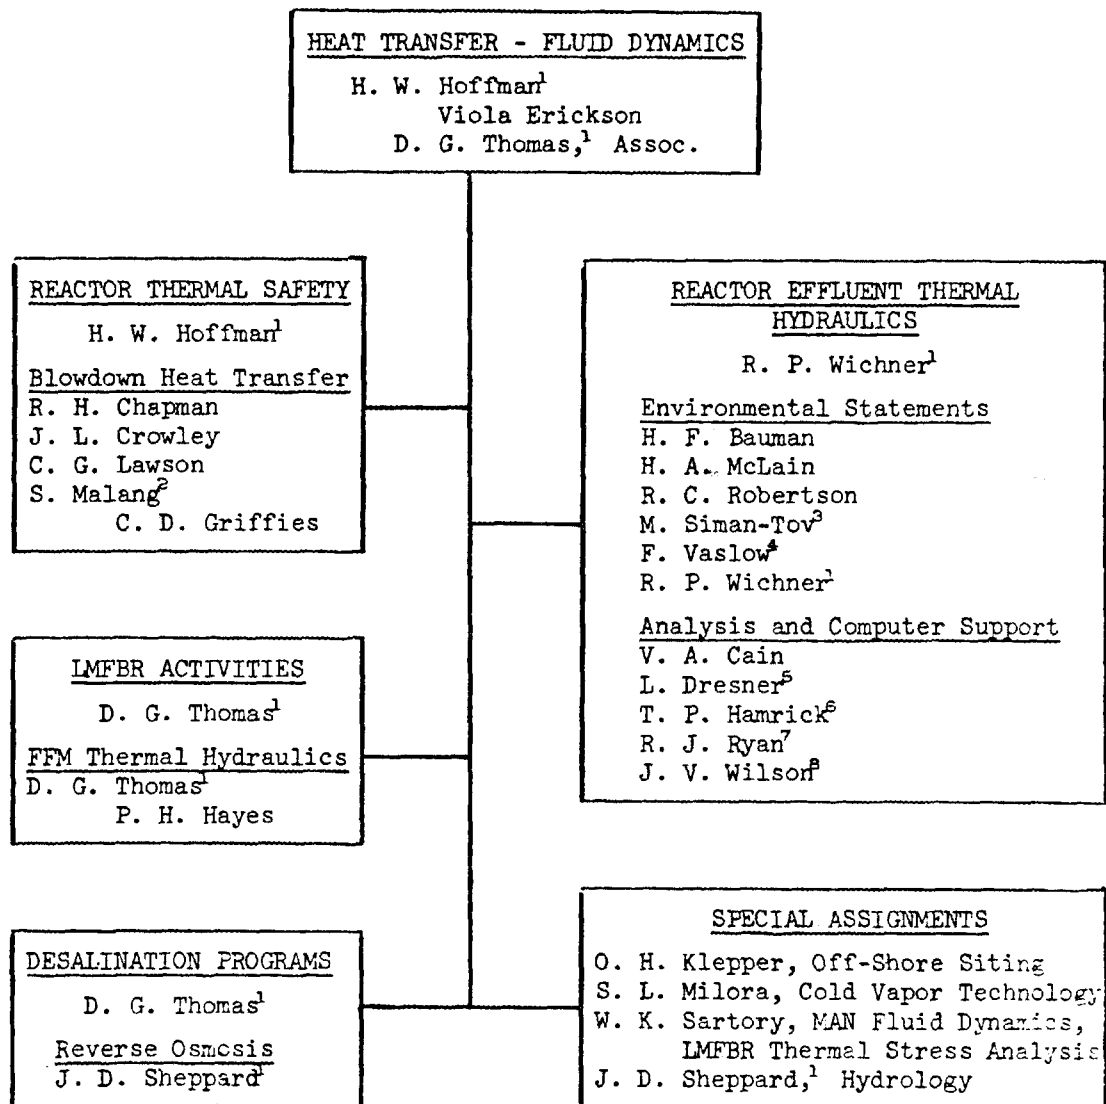 HEAT TRANSFER - FLUID DYNAMICS
H. W. Hoffman¹
Viola Erickson
D. G. Thomas,¹ Assoc.
REACTOR THERMAL SAFETY
H. W. Hoffman¹
Blowdown Heat Transfer
R. H. Chapman
J. L. Crowley
C. G. Lawson
S. Malang²
C. D. Griffies
REACTOR EFFLUENT THERMAL
HYDRAULICS
R. P. Wichner¹
Environmental Statements
H. F. Bauman
H. A. McLain
R. C. Robertson
M. Siman-Tov³
F. Vaslow⁴
R. P. Wichner¹
Analysis and Computer Support
V. A. Cain
L. Dresner⁵
T. P. Hamrick⁶
R. J. Ryan⁷
J. V. Wilson⁸
LMFBR ACTIVITIES
D. G. Thomas¹
FFM Thermal Hydraulics
D. G. Thomas¹
P. H. Hayes
DESALINATION PROGRAMS
D. G. Thomas¹
Reverse Osmosis
J. D. Sheppard¹
SPECIAL ASSIGNMENTS
O. H. Klepper, Off-Shore Siting
S. L. Milora, Cold Vapor Technology
W. K. Sartory, MAN Fluid Dynamics,
LMFBR Thermal Stress Analysis
J. D. Sheppard,¹ Hydrology